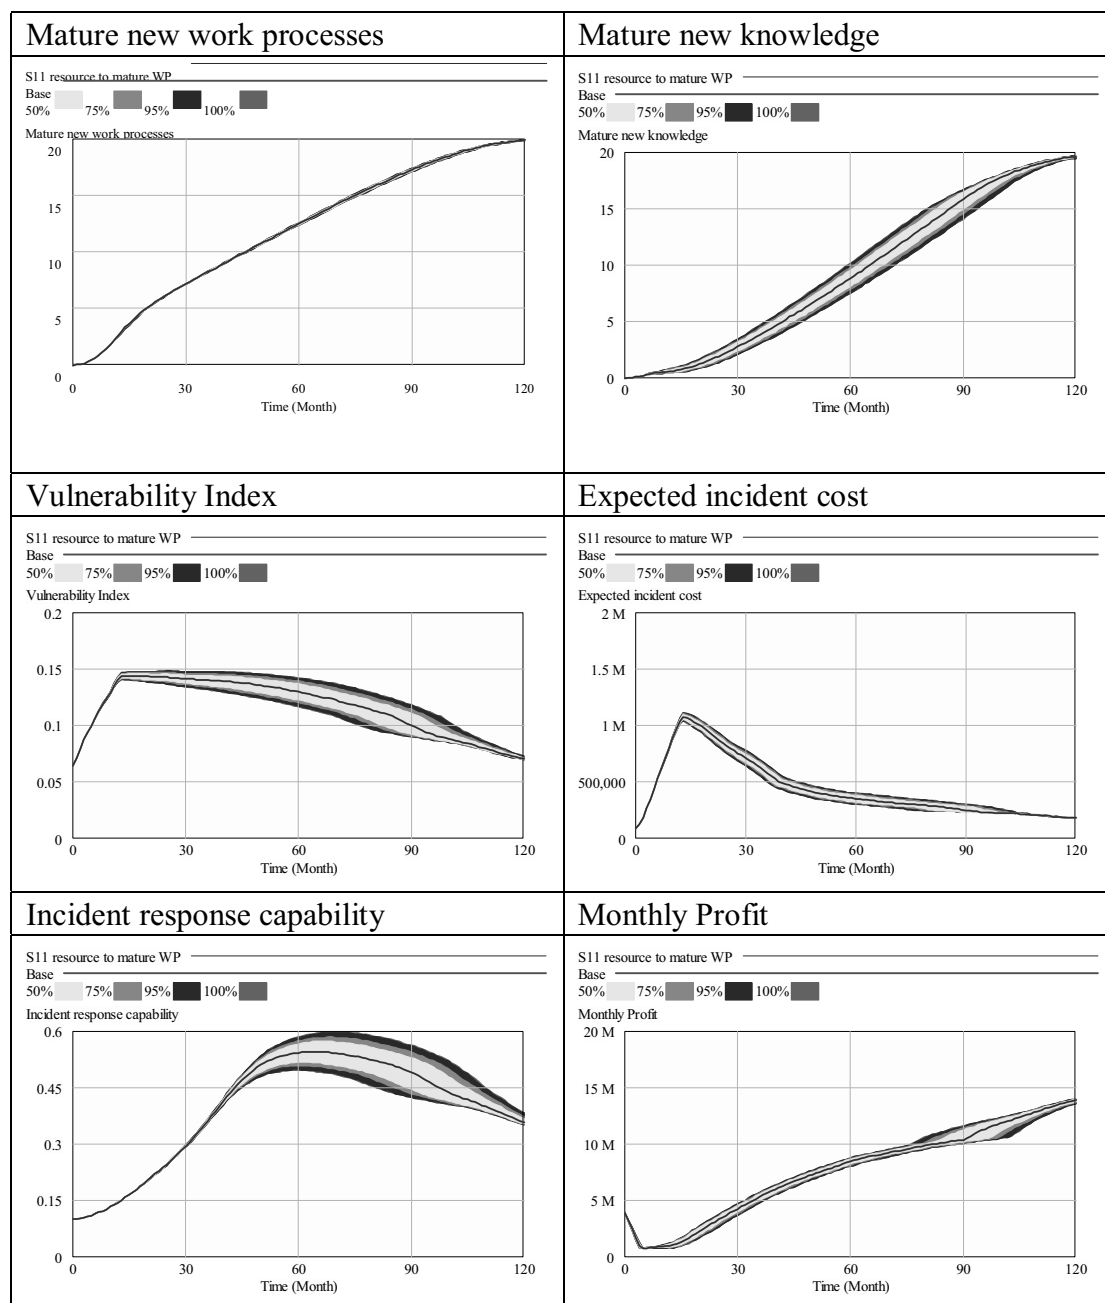 Mature new work processes
S11 resource to mature WP
Base
50% 75% 95% 100%
Mature new work processes
20
15
10
5
0
0 30 60 90 120
Time (Month)
Mature new knowledge
S11 resource to mature WP
Base
50% 75% 95% 100%
Mature new knowledge
20
15
10
5
0
0 30 60 90 120
Time (Month)
Vulnerability Index
S11 resource to mature WP
Base
50% 75% 95% 100%
Vulnerability Index
0.2
0.15
0.1
0.05
0
0 30 60 90 120
Time (Month)
Expected incident cost
S11 resource to mature WP
Base
50% 75% 95% 100%
Expected incident cost
2 M
1.5 M
1 M
500,000
0
0 30 60 90 120
Time (Month)
Incident response capability
S11 resource to mature WP
Base
50% 75% 95% 100%
Incident response capability
0.6
0.45
0.3
0.15
0
0 30 60 90 120
Time (Month)
Monthly Profit
S11 resource to mature WP
Base
50% 75% 95% 100%
Monthly Profit
20 M
15 M
10 M
5 M
0
0 30 60 90 120
Time (Month)